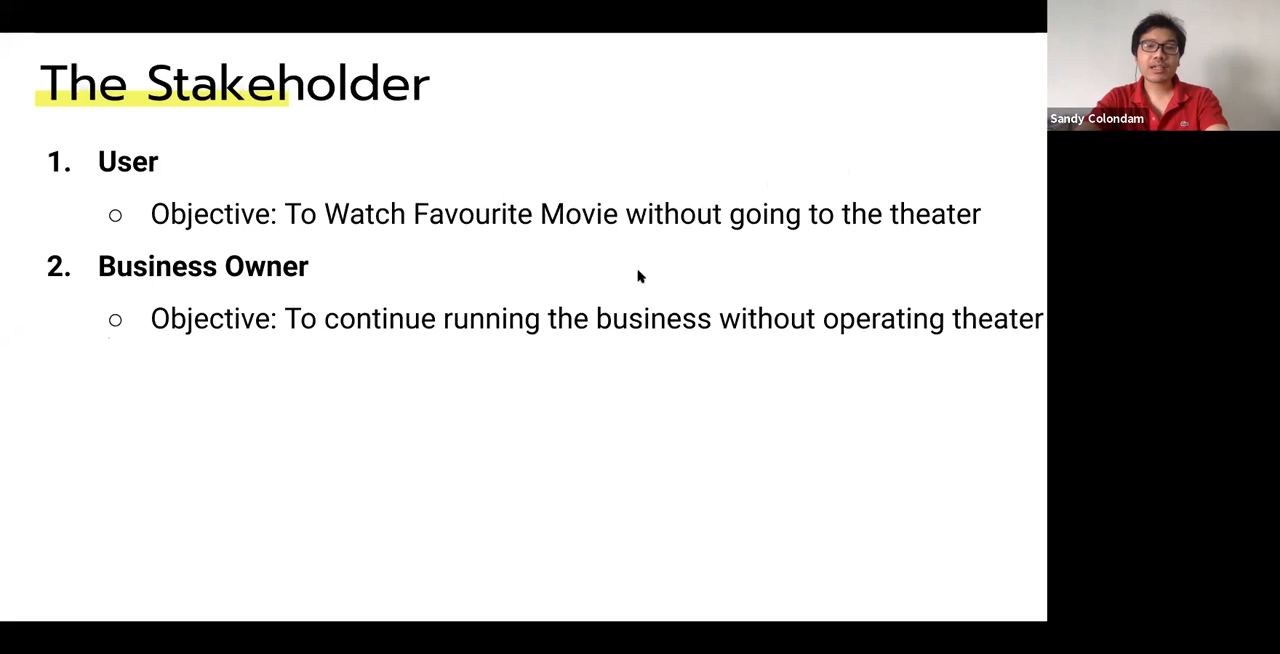 The Stakeholder
1. User
○ Objective: To Watch Favourite Movie without going to the theater
2. Business Owner
○ Objective: To continue running the business without operating theater
Sandy Colondam